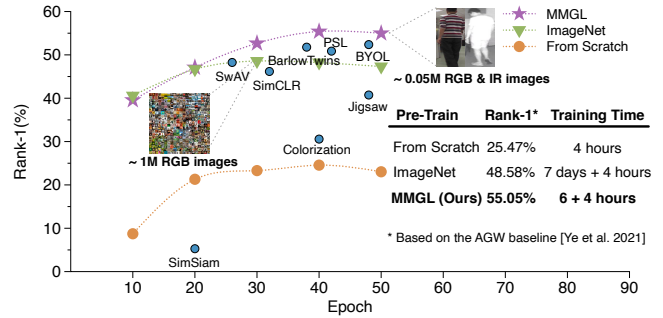 60
50
40
30
20
10
0
Rank-1(%)
10 20 30 40 50 60 70 80 90
Epoch
MMGL
ImageNet
From Scratch
PSL
BarlowTwins
BYOL
SwAV
SimCLR
Jigsaw
Colorization
SimSiam
~ 1M RGB images
~ 0.05M RGB & IR images
Pre-Train Rank-1* Training Time
From Scratch 25.47% 4 hours
ImageNet 48.58% 7 days + 4 hours
MMGL (Ours) 55.05% 6 + 4 hours
* Based on the AGW baseline [Ye et al. 2021]